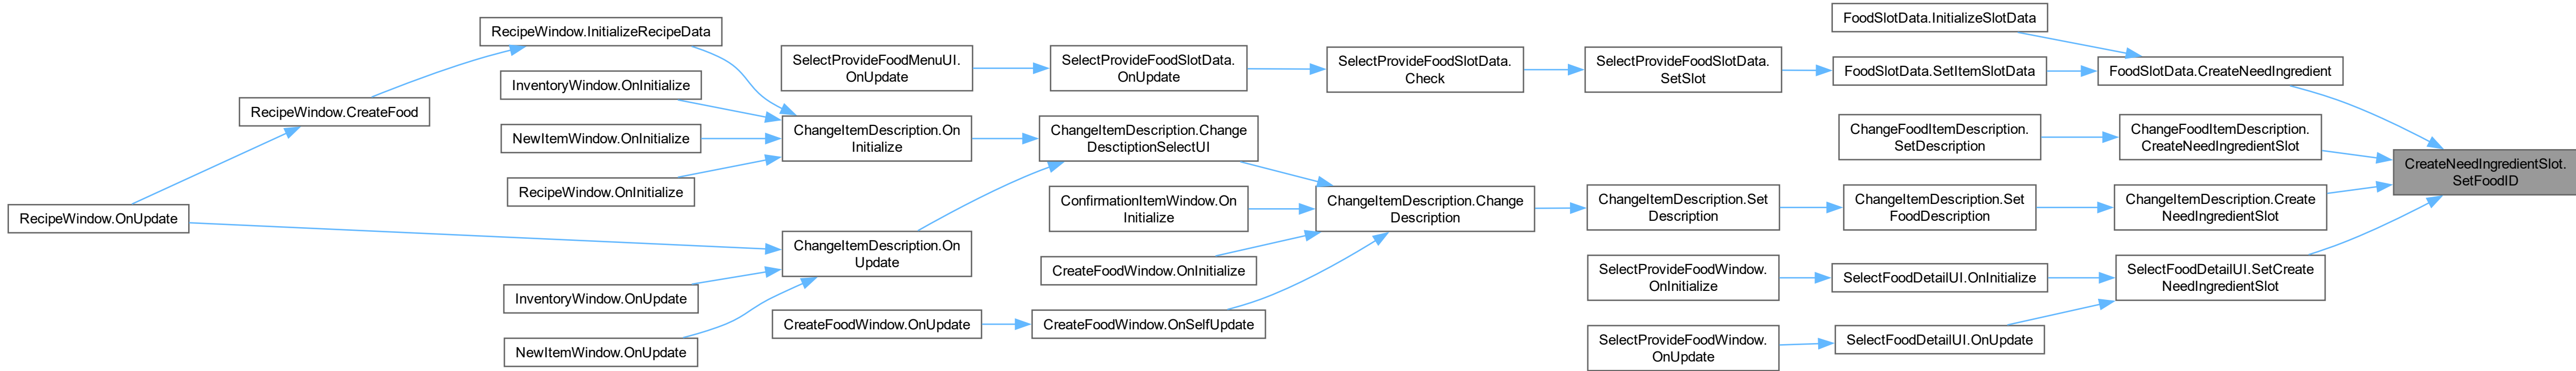 RecipeWindow.OnUpdate
RecipeWindow.CreateFood
RecipeWindow.InitializeRecipeData
InventoryWindow.OnInitialize
NewItemWindow.OnInitialize
RecipeWindow.OnInitialize
InventoryWindow.OnUpdate
NewItemWindow.OnUpdate
SelectProvideFoodMenuUI.
OnUpdate
ChangeItemDescription.On
Initialize
ChangeItemDescription.On
Update
CreateFoodWindow.OnUpdate
SelectProvideFoodSlotData.
OnUpdate
ChangeItemDescription.Change
DesctiptionSelectUI
ConfirmationItemWindow.On
Initialize
CreateFoodWindow.OnInitialize
CreateFoodWindow.OnSelfUpdate
SelectProvideFoodSlotData.
Check
ChangeItemDescription.Change
Description
SelectProvideFoodSlotData.
SetSlot
ChangeItemDescription.Set
Description
SelectProvideFoodWindow.
OnInitialize
SelectProvideFoodWindow.
OnUpdate
FoodSlotData.InitializeSlotData
FoodSlotData.SetItemSlotData
ChangeFoodItemDescription.
SetDescription
ChangeItemDescription.Set
FoodDescription
SelectFoodDetailUI.OnInitialize
SelectFoodDetailUI.OnUpdate
FoodSlotData.CreateNeedIngredient
ChangeFoodItemDescription.
CreateNeedIngredientSlot
ChangeItemDescription.Create
NeedIngredientSlot
SelectFoodDetailUI.SetCreate
NeedIngredientSlot
CreateNeedIngredientSlot.
SetFoodID